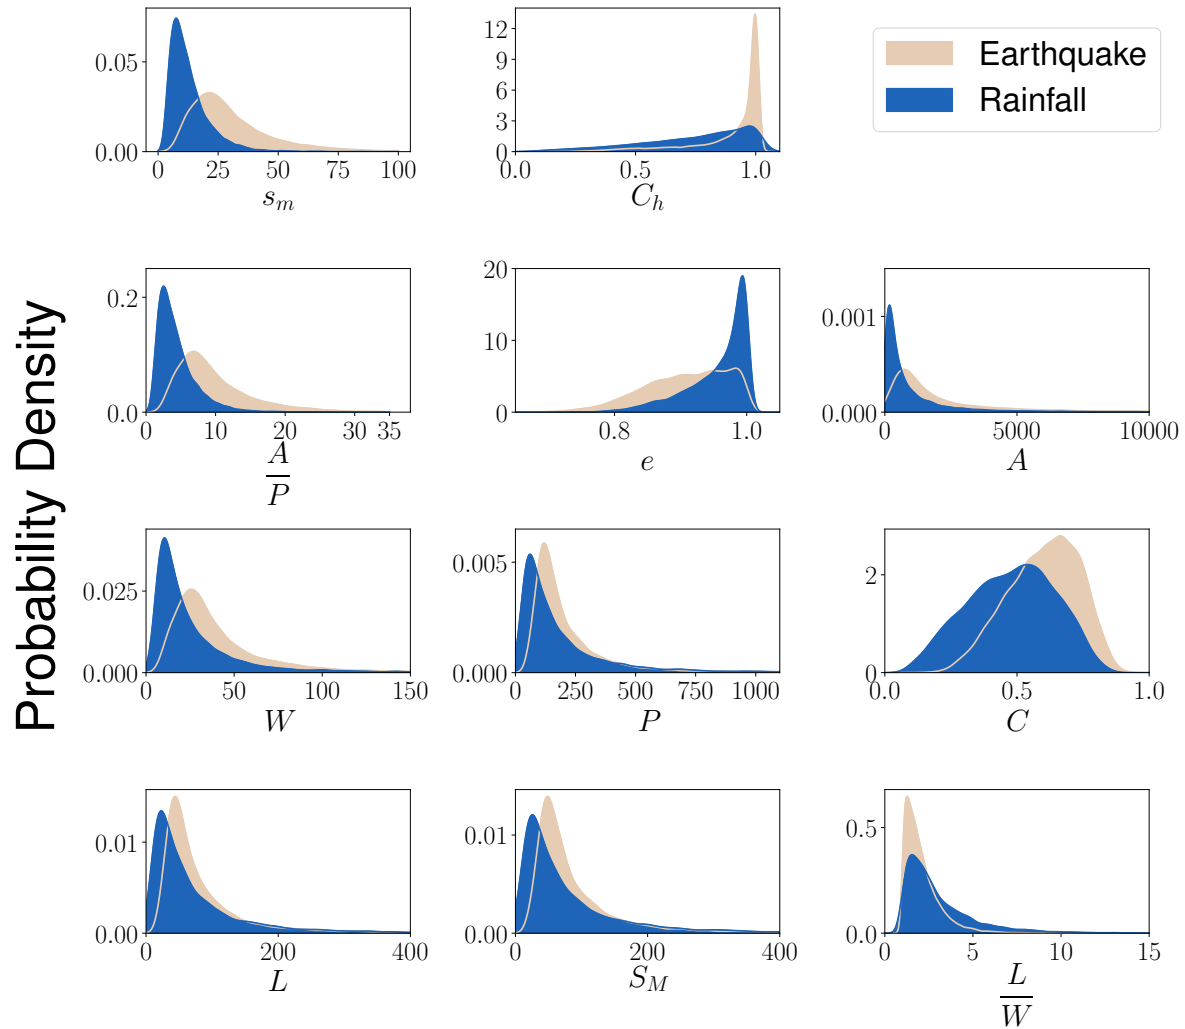 Probability Density
Earthquake
Rainfall
0.05
0.00
0 25 50 75 100
s_m
12
9
6
3
0
0.0 0.5 1.0
C_h
0.2
0.0
0 10 20 30 35
A
P
20
10
0
0.8 1.0
e
0.001
0.000
0 5000 10000
A
0.025
0.000
0 50 100 150
W
0.005
0.000
0 250 500 750 1000
P
2
0
0.0 0.5 1.0
C
0.01
0.00
0 200 400
L
0.01
0.00
0 200 400
S_M
0.5
0.0
0 5 10 15
L
W